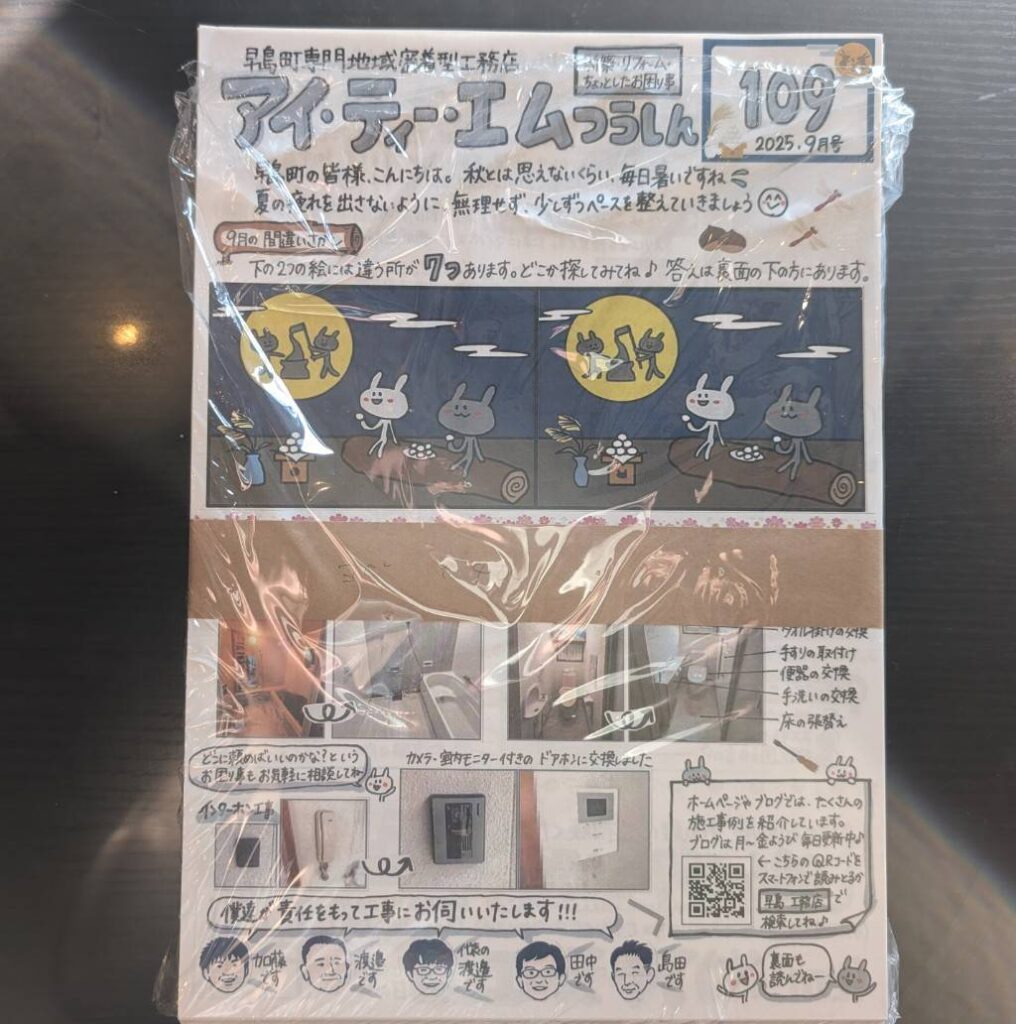 早島町専門地域密着型工務店
修繕・リフォーム・
ちょっとしたお困り事
アイ・ティー・エムつうしん
109
2025.9月号
早島町の皆様、こんにちは。秋とは思えないくらい、毎日暑いですね
夏の疲れを出さないように、無理せず、少しずつペースを整えていきましょう
9月の間違いさがし
下の2つの絵には違う所が7つあります。どこか探してみてね♪ 答えは裏面の下の方にあります。
タオル掛けの交換
手すりの取付け
便器の交換
手洗いの交換
床の張替え
どこに頼めばいいのかな?という
お困り事もお気軽に相談してね
カメラ・室内モニター付きのドアホンに交換しました
インターホン工事
ホームページやブログでは、たくさんの
施工事例を紹介しています。
ブログは月~金ようび毎日更新中♪
←こちらのQRコードを
スマートフォンで読みとるか
早島 工務店 で
検索してね♪
僕達が責任をもって工事にお伺いいたします!!!
加藤です
渡邉です
代表の渡邉です
田中です
島田です
裏面も
読んでねー